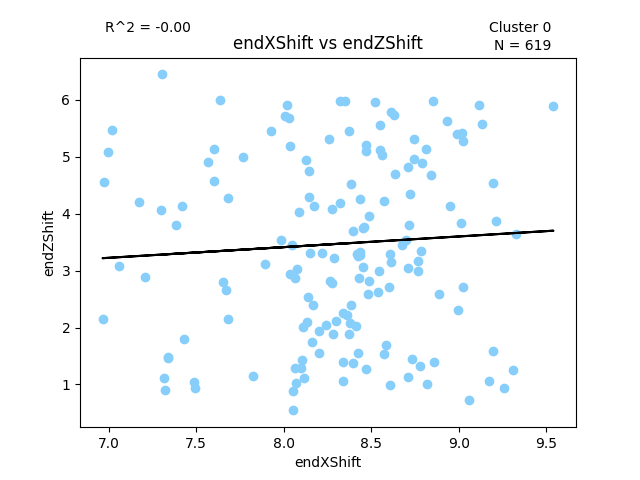 R^2 = -0.00
Cluster 0
N = 619
endXShift vs endZShift
endZShift
6
5
4
3
2
1
7.0 7.5 8.0 8.5 9.0 9.5
endXShift